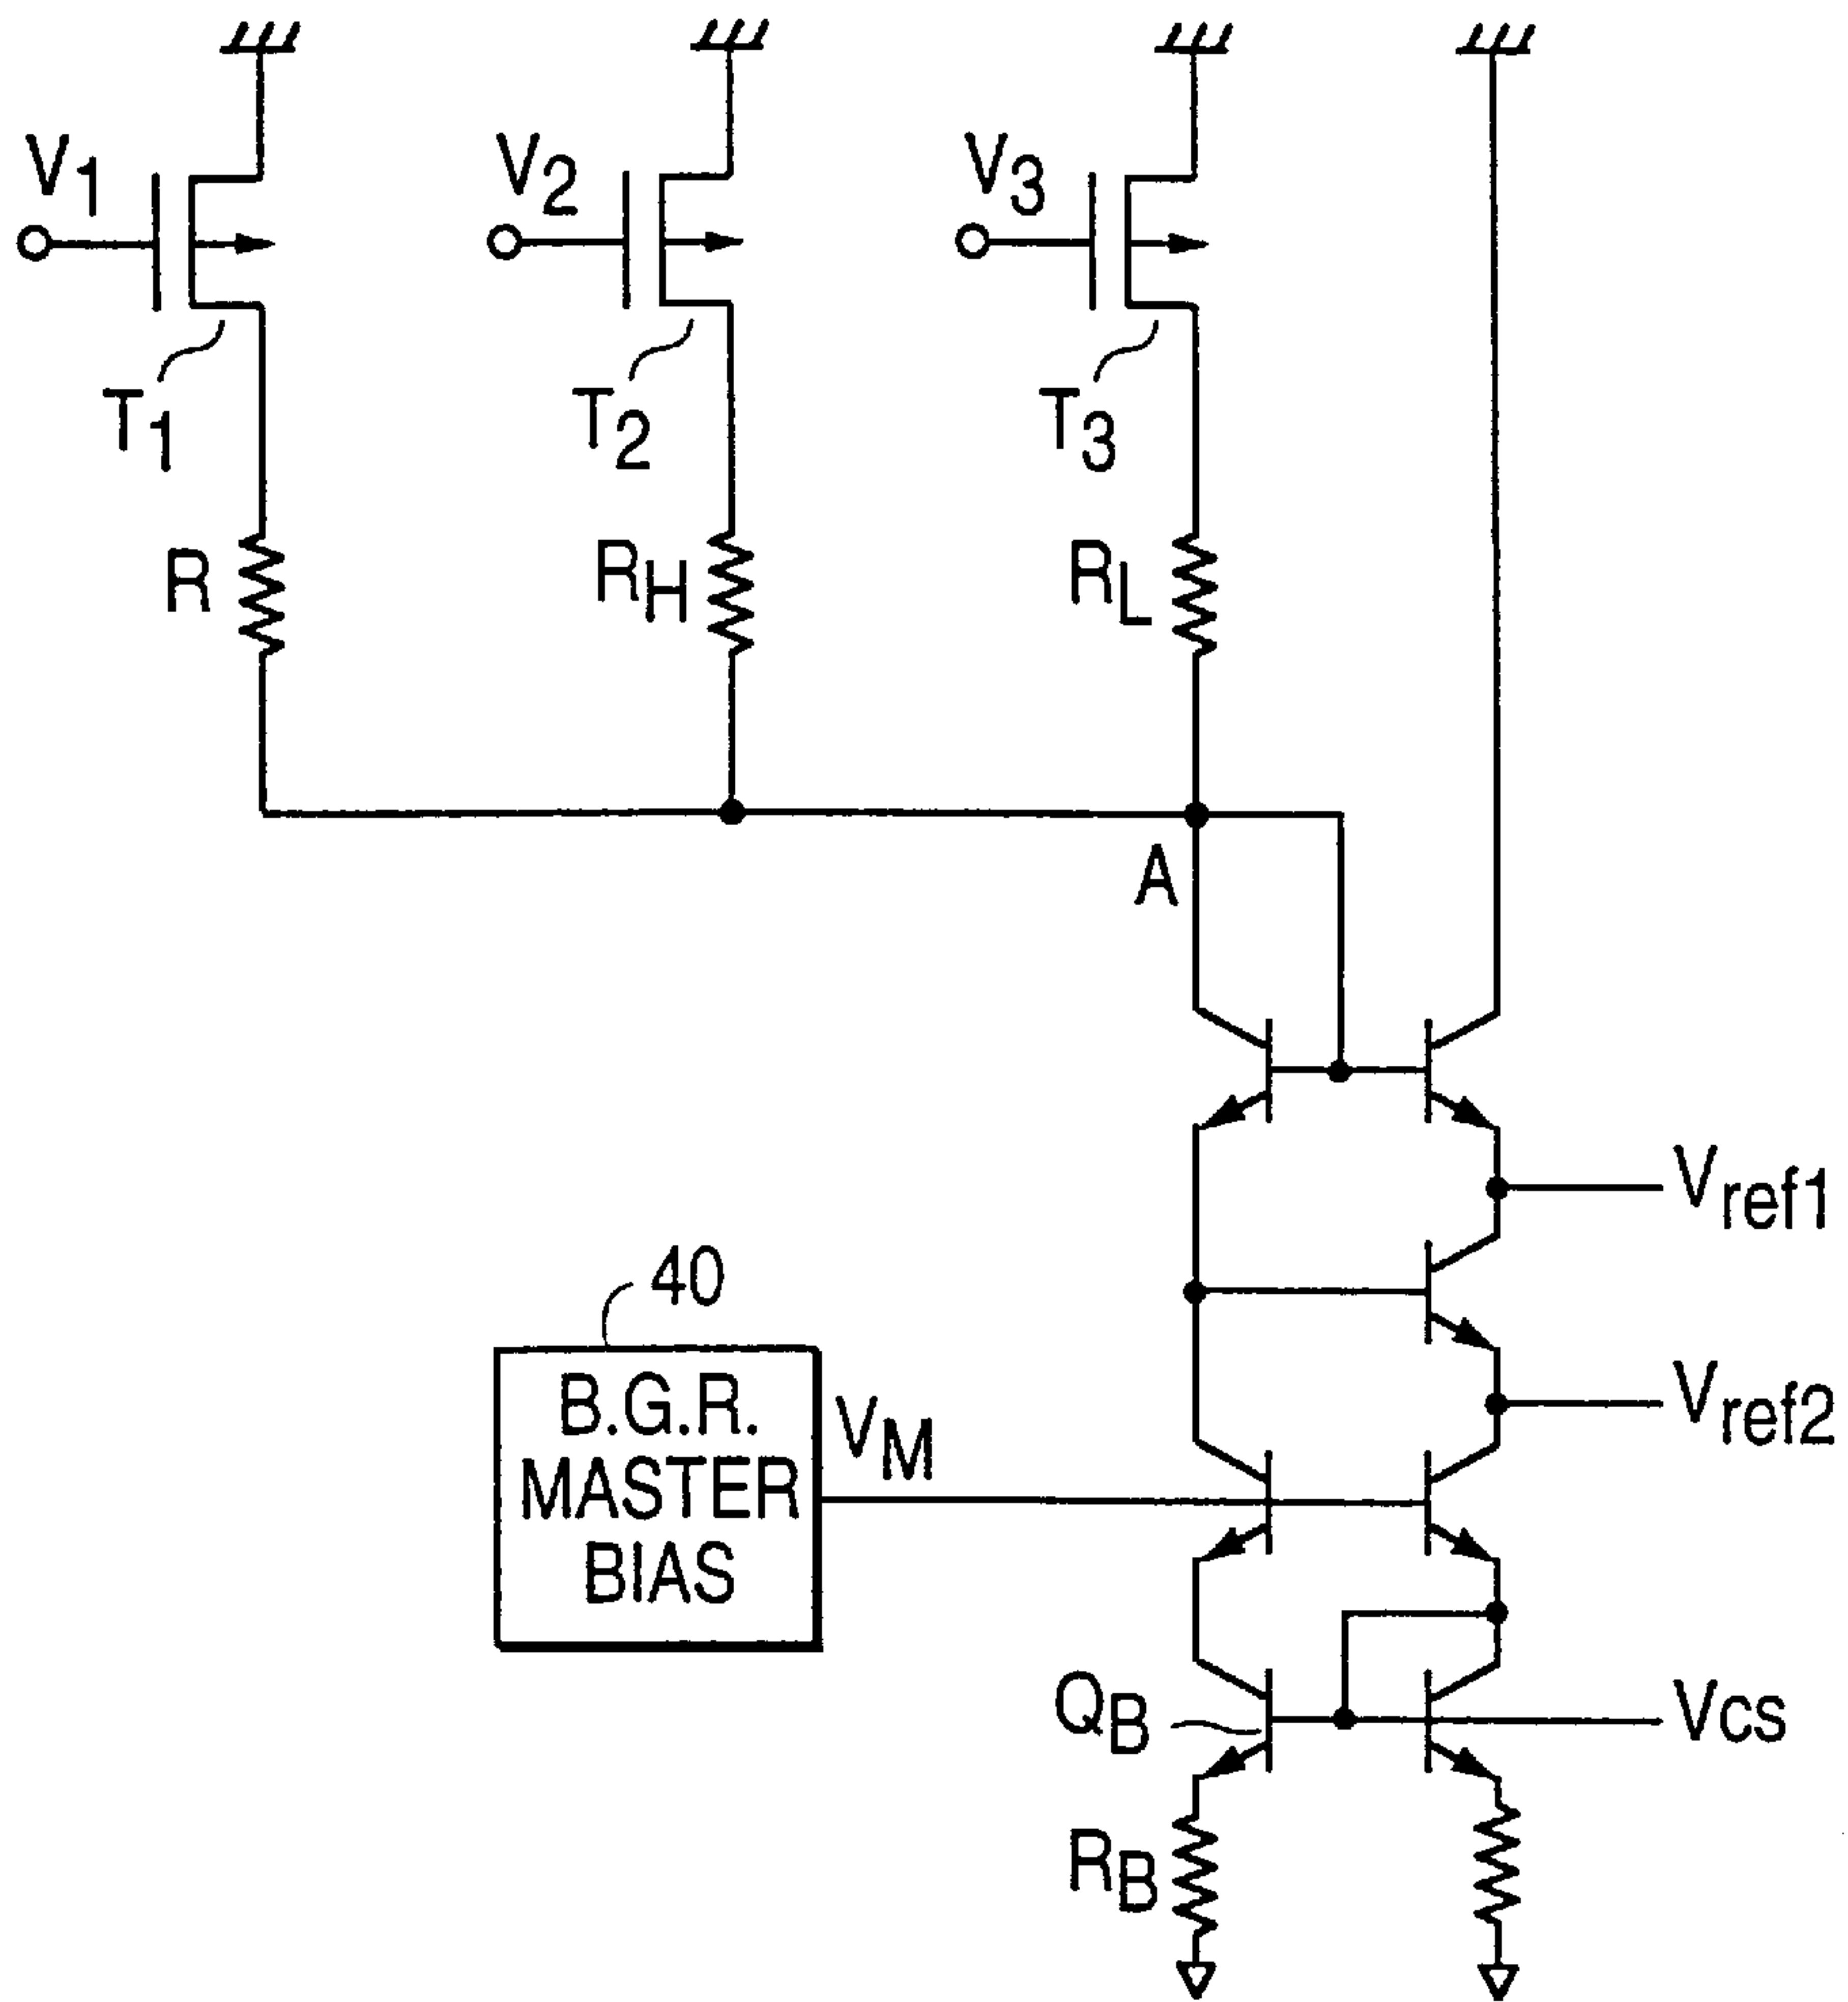 V1
V2
V3
T1
T2
T3
R
RH
RL
A
Vref1
40
B.G.R.
MASTER
BIAS
VM
Vref2
QB
VCS
RB